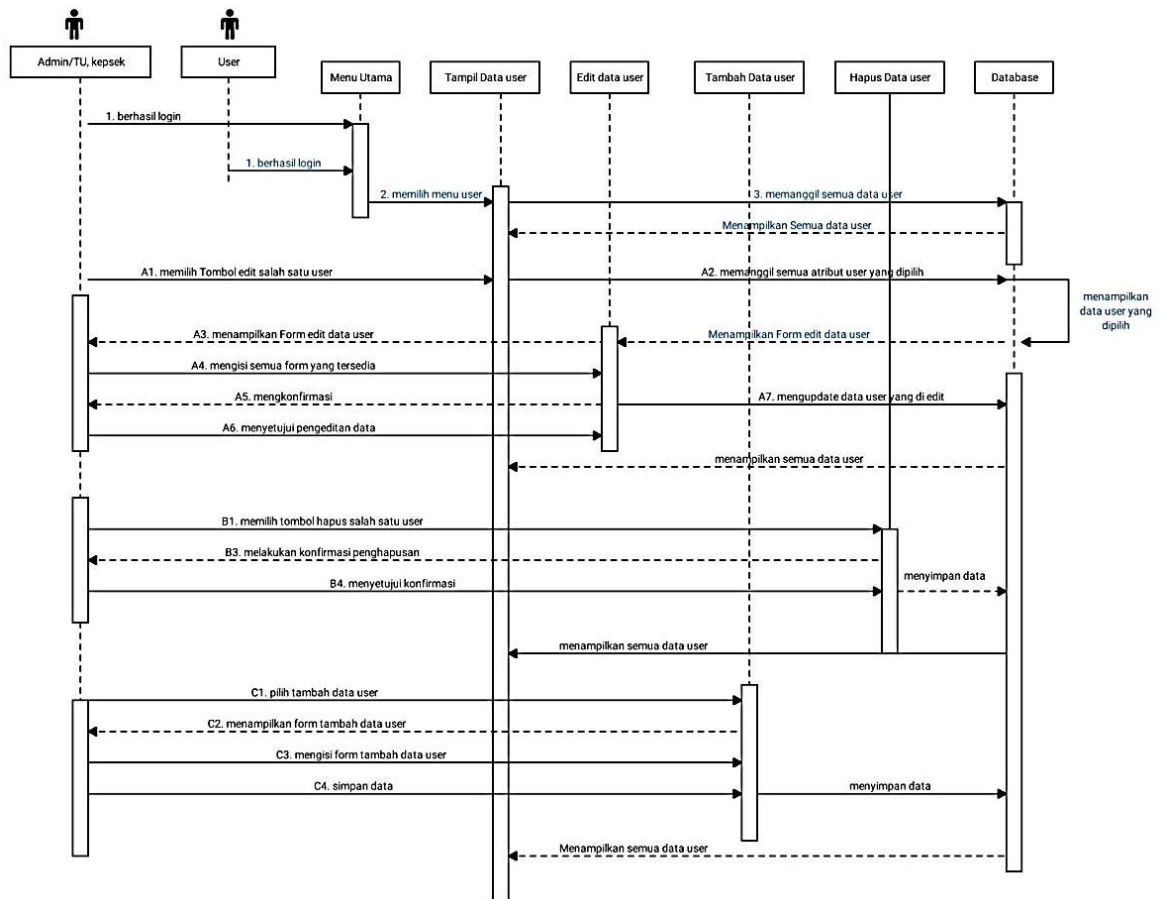 Admin/TU, kepsek
User
Menu Utama
Tampil Data user
Edit data user
Tambah Data user
Hapus Data user
Database
1. berhasil login
1. berhasil login
2. memilih menu user
3. memanggil semua data user
Menampilkan Semua data user
A1. memilih Tombol edit salah satu user
A2. memanggil semua atribut user yang dipilih
menampilkan
data user yang
dipilih
A3. menampilkan Form edit data user
Menampilkan Form edit data user
A4. mengisi semua form yang tersedia
A5. mengkonfirmasi
A7. mengupdate data user yang di edit
A6. menyetujui pengeditan data
menampilkan semua data user
B1. memilih tombol hapus salah satu user
B3. melakukan konfirmasi penghapusan
B4. menyetujui konfirmasi
menyimpan data
menampilkan semua data user
C1. pilih tambah data user
C2. menampilkan form tambah data user
C3. mengisi form tambah data user
C4. simpan data
menyimpan data
Menampilkan semua data user